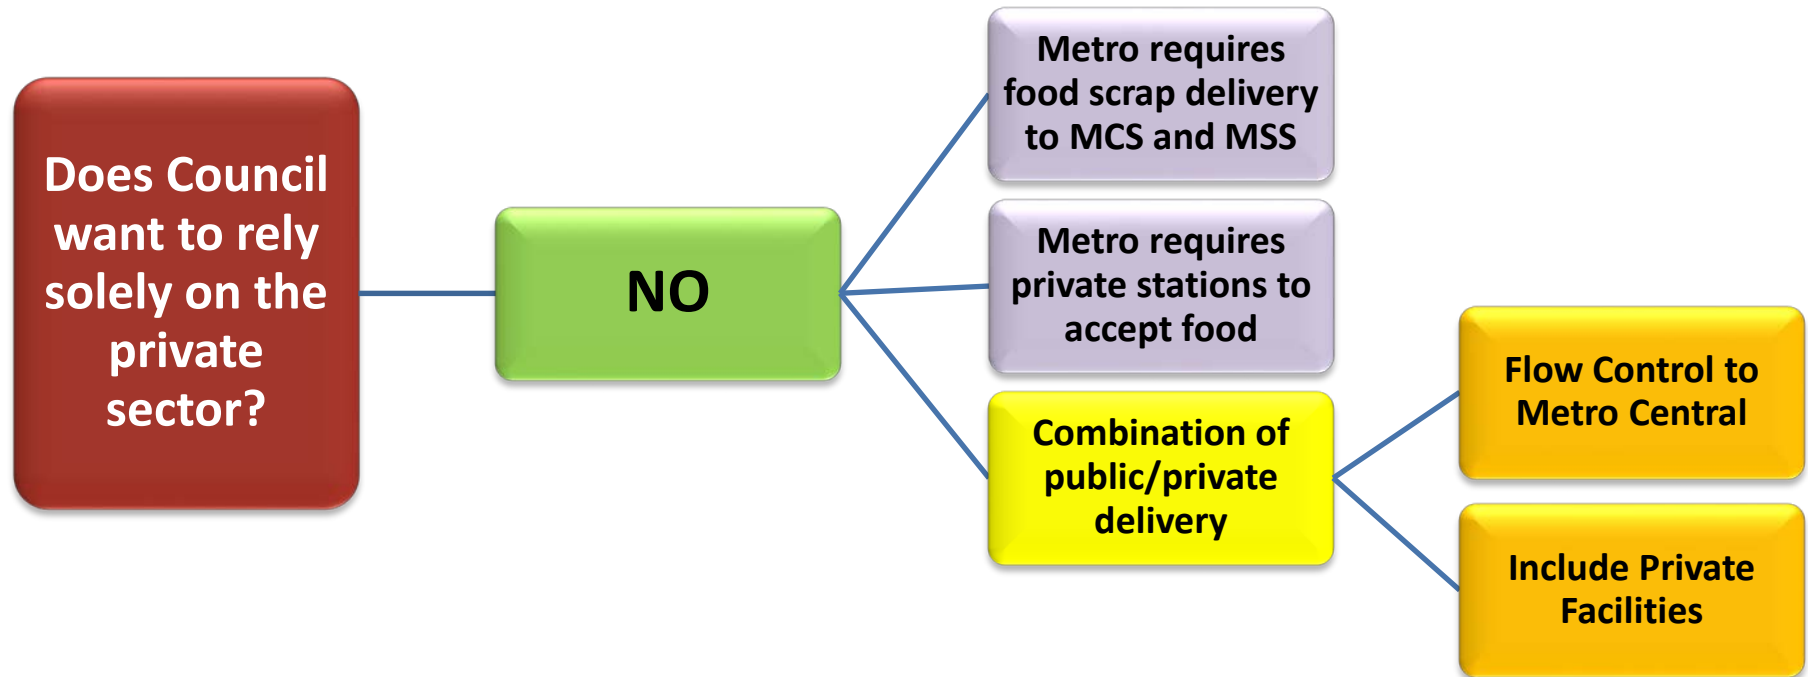 Does Council
want to rely
solely on the
private
sector?
NO
Metro requires
food scrap delivery
to MCS and MSS
Metro requires
private stations to
accept food
Combination of
public/private
delivery
Flow Control to
Metro Central
Include Private
Facilities